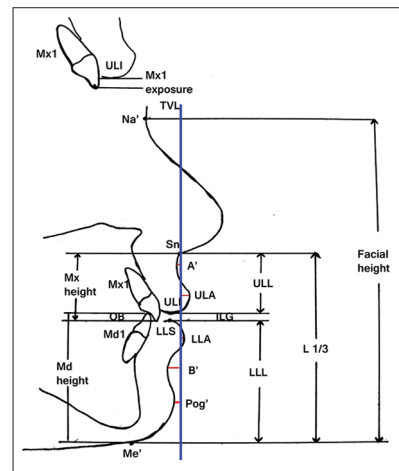 Mx1
ULI
Mx1
exposure
TVL
Na'
Sn
A'
Mx
height
Mx1
ULI
ULA
ULL
Facial
height
OB
ILG
L 1/3
Md1
LLS
LLA
Md
height
B'
LLL
Pog'
Me'